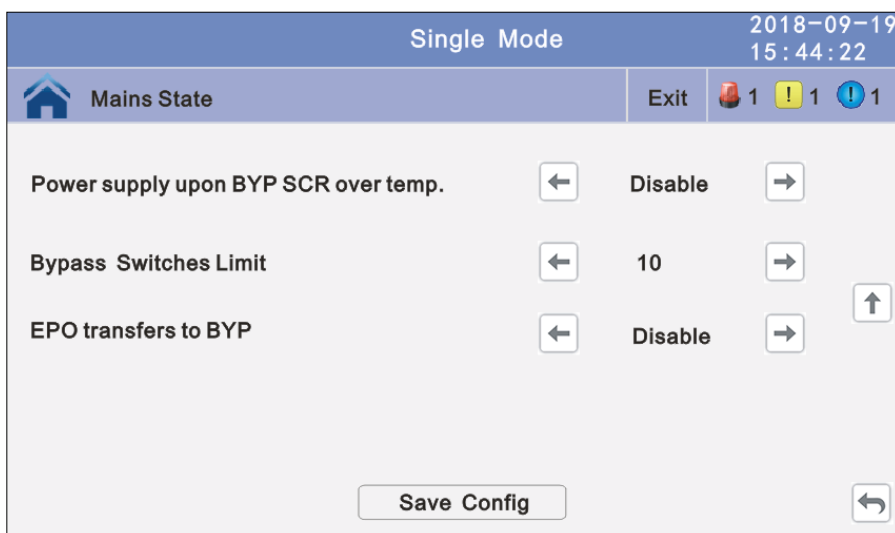 Single Mode
2018-09-19
15:44:22
Mains State
Exit
1
! 1
! 1
Power supply upon BYP SCR over temp.
Disable
Bypass Switches Limit
10
EPO transfers to BYP
Disable
Save Config